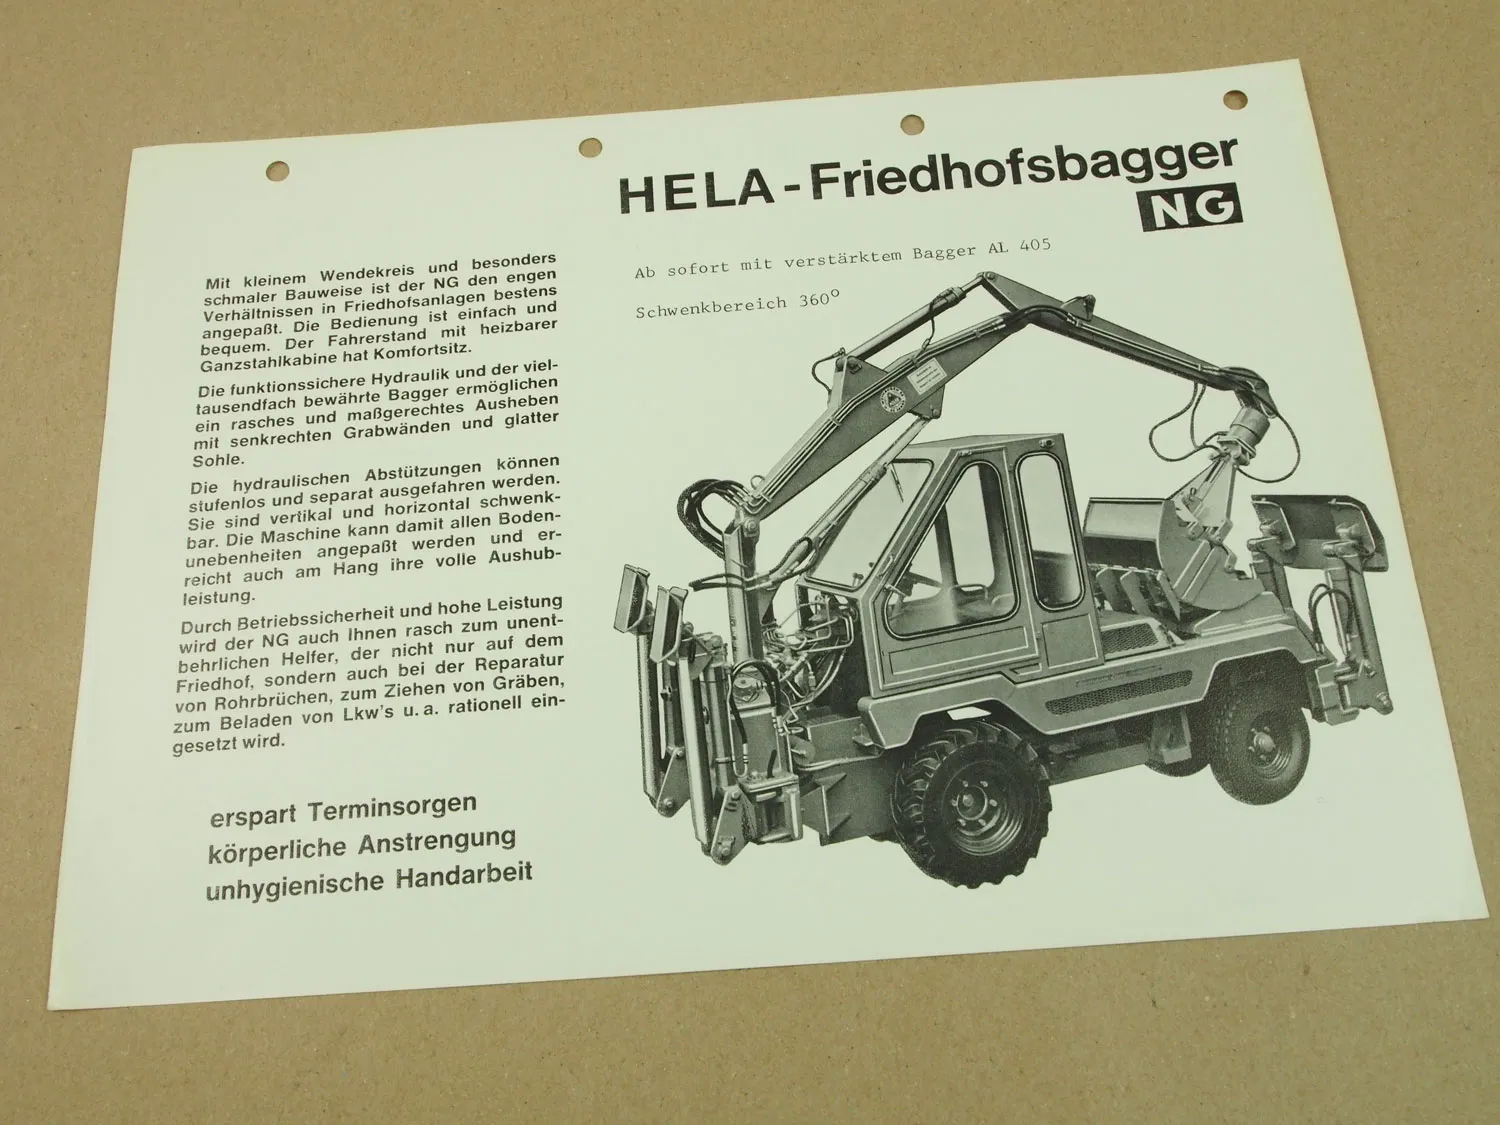 HELA-Friedhofsbagger
NG
Ab sofort mit verstärktem Bagger AL 405
Schwenkbereich 360°
Mit kleinem Wendekreis und besonders
schmaler Bauweise ist der NG den engen
Verhältnissen in Friedhofsanlagen bestens
angepaßt. Die Bedienung ist einfach und
bequem. Der Fahrerstand mit heizbarer
Ganzstahlkabine hat Komfortsitz.
Die funktionssichere Hydraulik und der viel-
tausendfach bewährte Bagger ermöglichen
ein rasches und maßgerechtes Ausheben
mit senkrechten Grabwänden und glatter
Sohle.
Die hydraulischen Abstützungen können
stufenlos und separat ausgefahren werden.
Sie sind vertikal und horizontal schwenk-
bar. Die Maschine kann damit allen Boden-
unebenheiten angepaßt werden und er-
reicht auch am Hang ihre volle Aushub-
leistung.
Durch Betriebssicherheit und hohe Leistung
wird der NG auch Ihnen rasch zum unent-
behrlichen Helfer, der nicht nur auf dem
Friedhof, sondern auch bei der Reparatur
von Rohrbrüchen, zum Ziehen von Gräben,
zum Beladen von Lkw's u. a. rationell ein-
gesetzt wird.
erspart Terminsorgen
körperliche Anstrengung
unhygienische Handarbeit